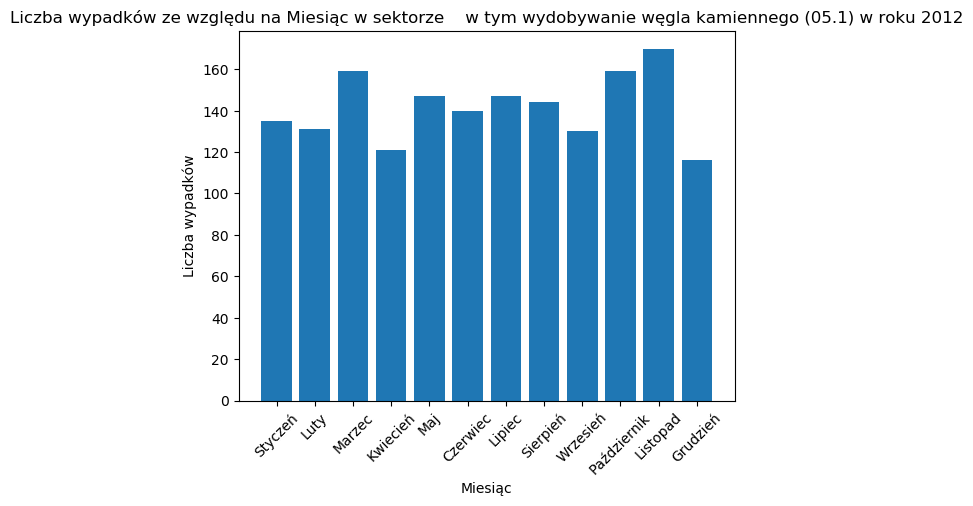 Liczba wypadków ze względu na Miesiąc w sektorze    w tym wydobywanie węgla kamiennego (05.1) w roku 2012
Liczba wypadków
160
140
120
100
80
60
40
20
0
Styczeń
Luty
Marzec
Kwiecień
Maj
Czerwiec
Lipiec
Sierpień
Wrzesień
Październik
Listopad
Grudzień
Miesiąc